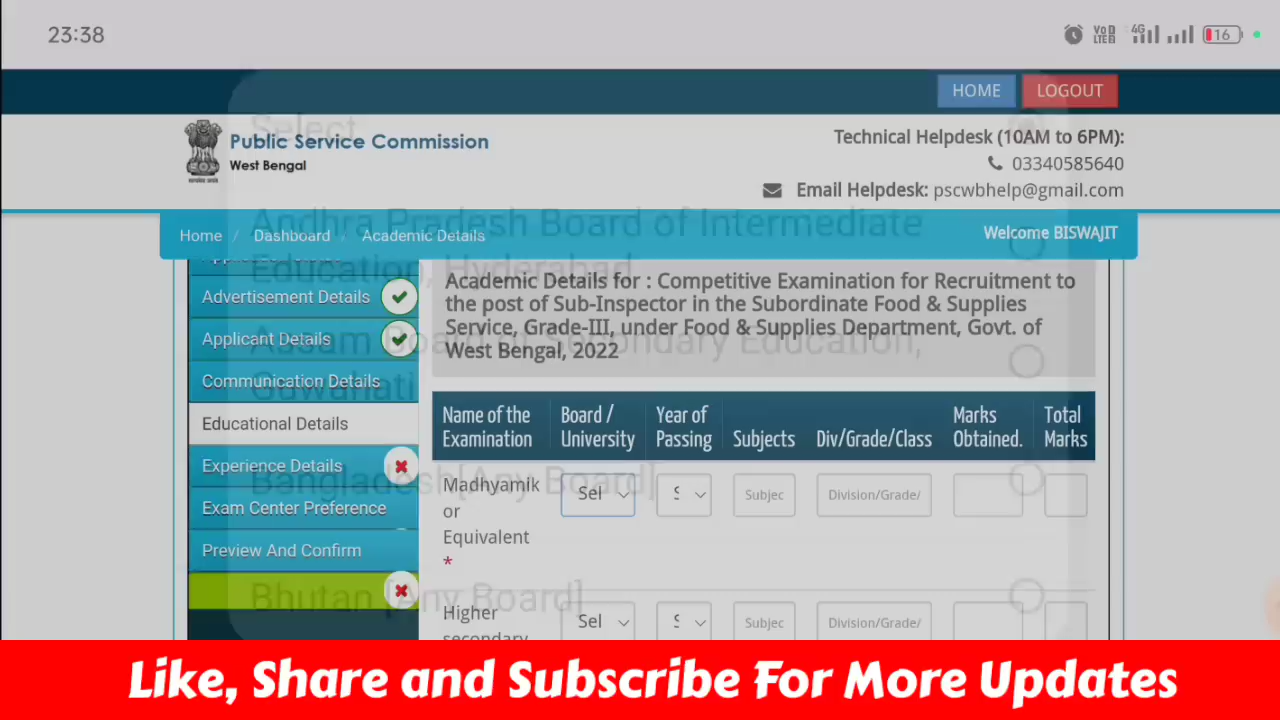 23:38
VoD LTE2 4G 16
HOME LOGOUT
Public Service Commission
West Bengal
Technical Helpdesk (10AM to 6PM):
03340585640
Email Helpdesk: pscwbhelp@gmail.com
Home / Dashboard / Academic Details
Welcome BISWAJIT
Select
Andhra Pradesh Board of Intermediate
Education, Hyderabad
Assam Board of Secondary Education,
Guwahati
Bangladesh[Any Board]
Bhutan [Any Board]
Advertisement Details
Applicant Details
Communication Details
Educational Details
Experience Details
Exam Center Preference
Preview And Confirm
Academic Details for : Competitive Examination for Recruitment to
the post of Sub-Inspector in the Subordinate Food & Supplies
Service, Grade-III, under Food & Supplies Department, Govt. of
West Bengal, 2022
Name of the Examination Board / University Year of Passing Subjects Div/Grade/Class Marks Obtained. Total Marks
Madhyamik Sel S Subjec Division/Grade/
or
Equivalent
*
Higher Sel S Subjec Division/Grade/
secondary
Like, Share and Subscribe For More Updates